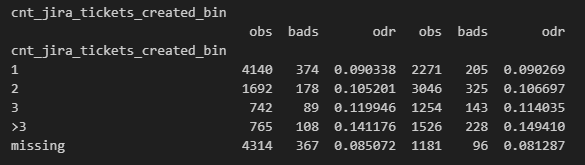 cnt_jira_tickets_created_bin
obs bads odr obs bads odr
cnt_jira_tickets_created_bin
1 4140 374 0.090338 2271 205 0.090269
2 1692 178 0.105201 3046 325 0.106697
3 742 89 0.119946 1254 143 0.114035
>3 765 108 0.141176 1526 228 0.149410
missing 4314 367 0.085072 1181 96 0.081287